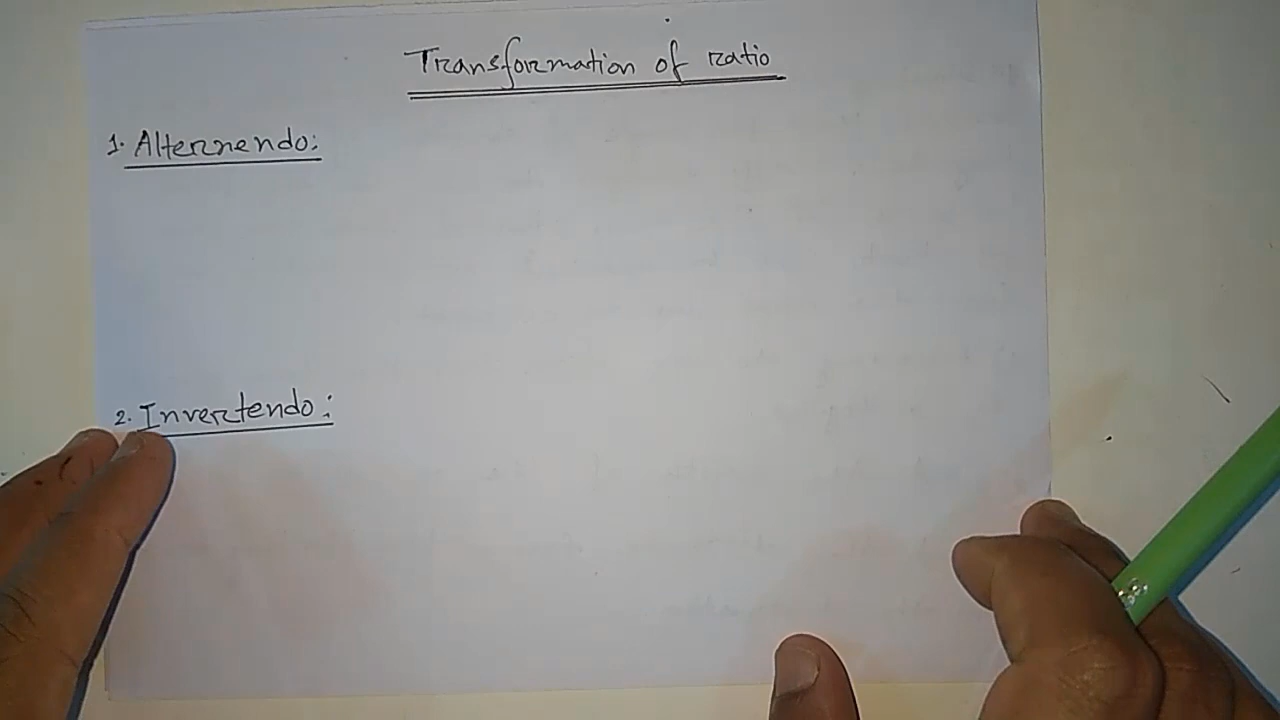 Transformation of ratio
1. Alternendo:
2. Invertendo: